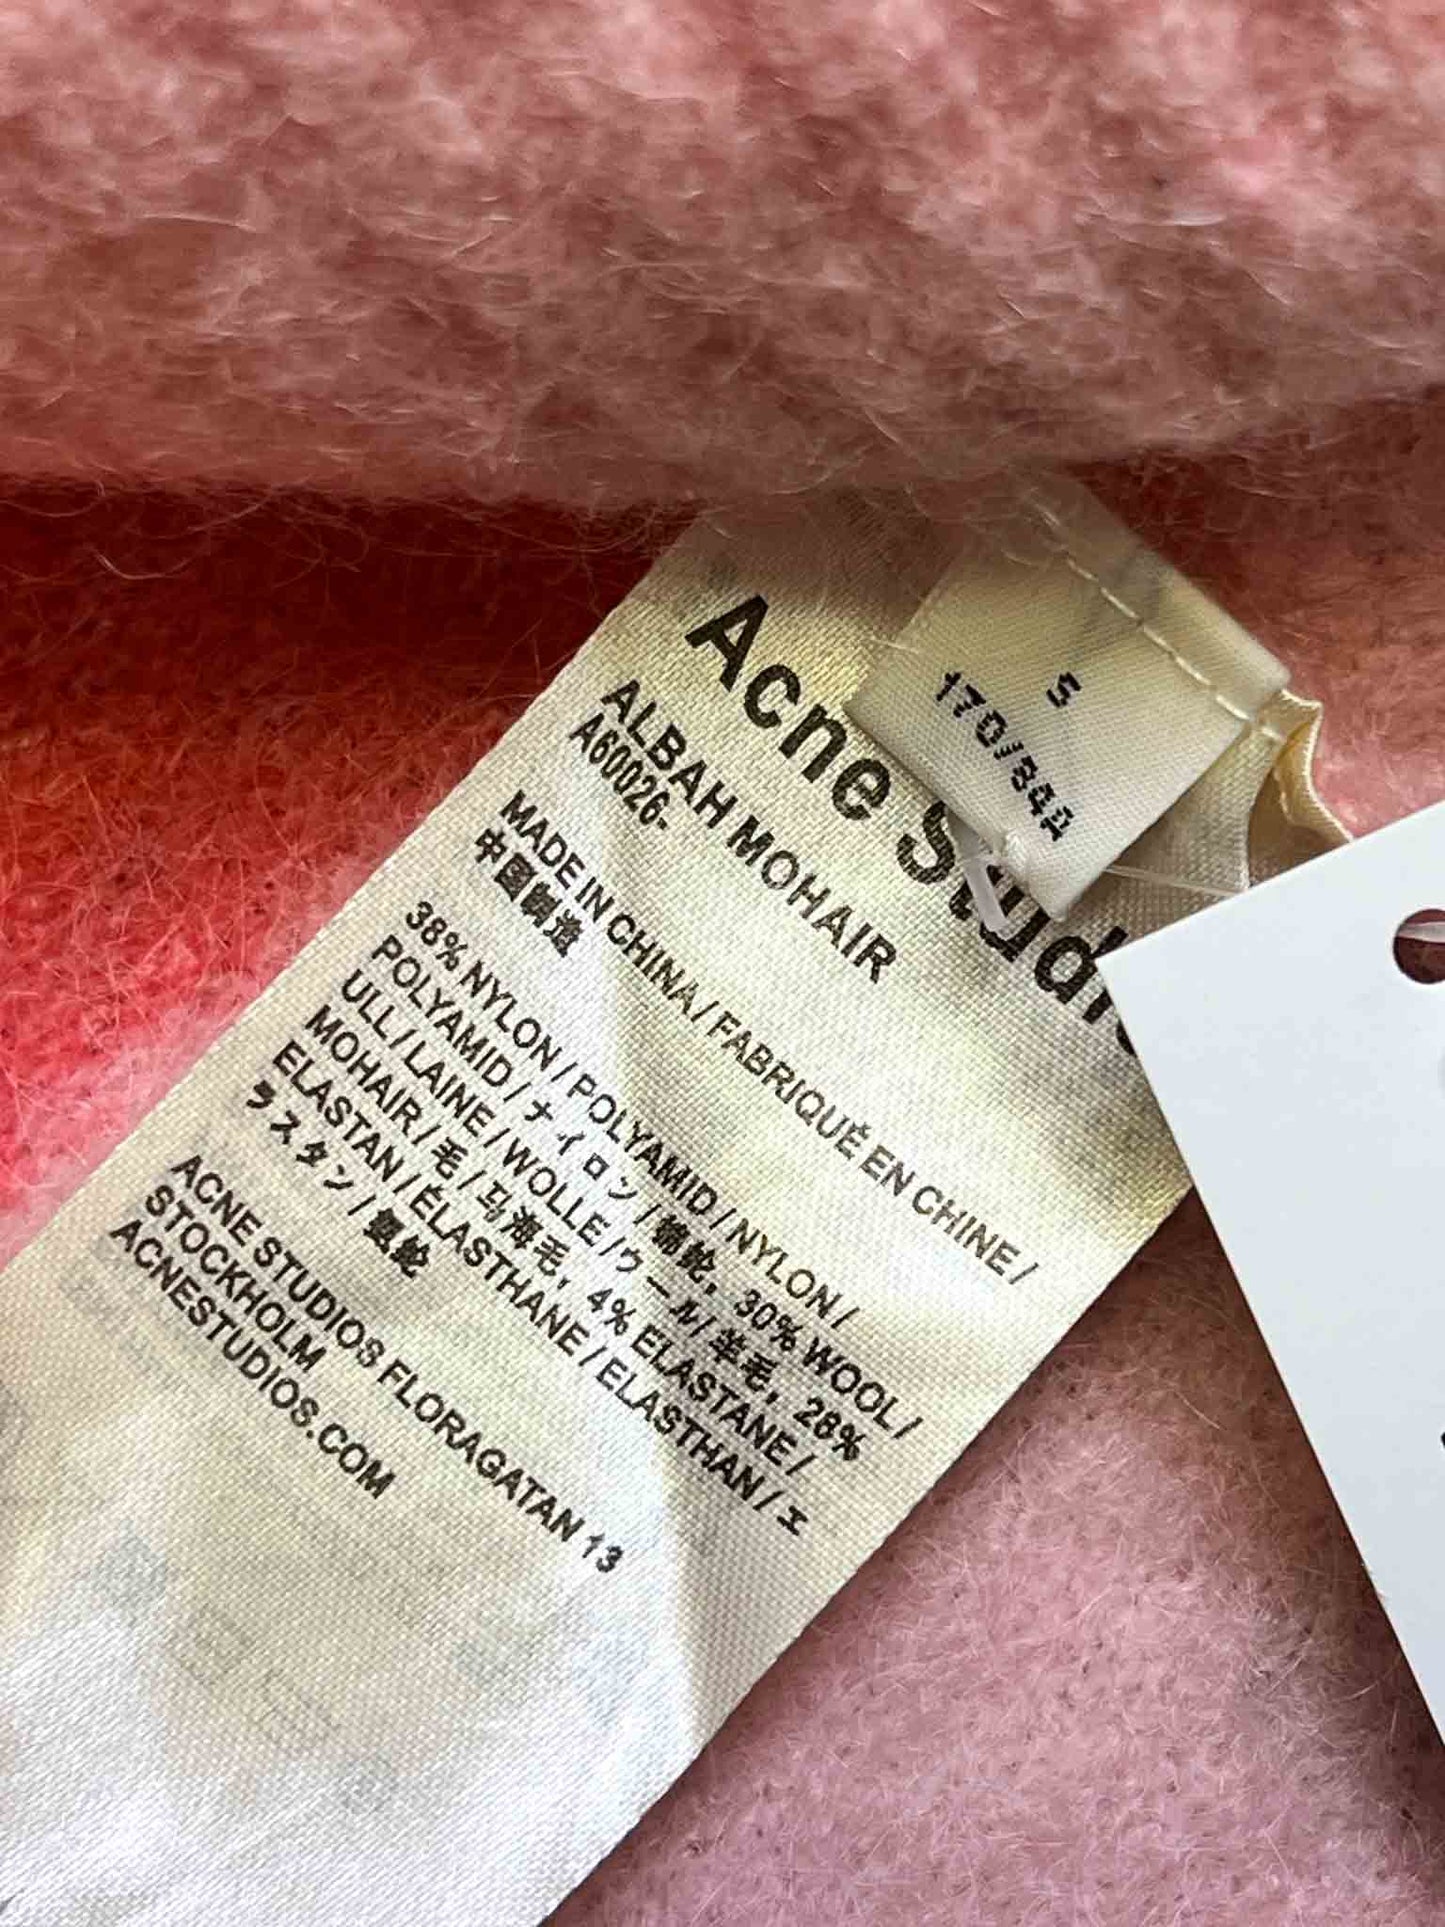 S
170/84A
Acne Studi
ALBAH MOHAIR
A60026-
MADE IN CHINA / FABRIQUÉ EN CHINE /
中国制造
38% NYLON / POLYAMID / NYLON /
POLYAMID / ナイロン / 锦纶, 30% WOOL /
ULL / LAINE / WOLLE / ウール / 羊毛, 28%
MOHAIR / 毛 / 马海毛, 4% ELASTANE /
ELASTAN / ÉLASTHANE / ELASTHAN / エ
ラスタン / 氨纶
ACNE STUDIOS FLORAGATAN 13
STOCKHOLM
ACNESTUDIOS.COM